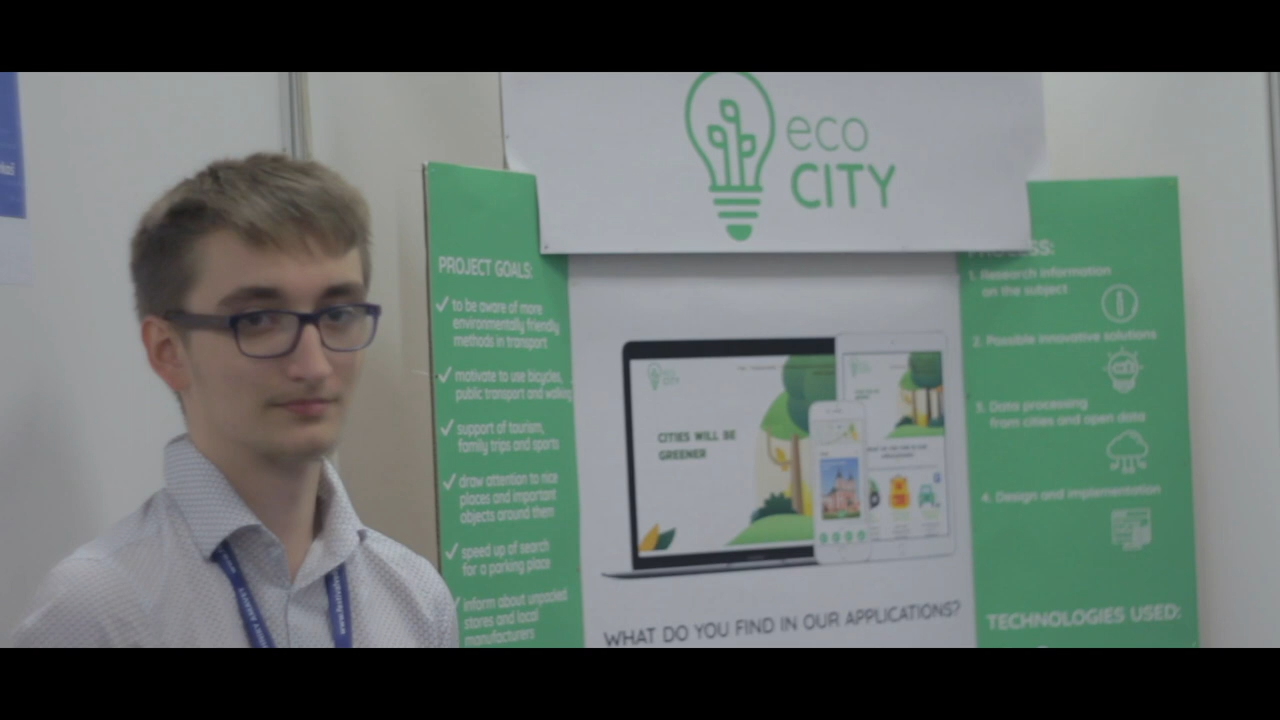 eco
CITY
PROJECT GOALS:
to be aware of more
environmentally friendly
methods in transport
motivate to use bicycles,
public transport and walking
support of tourism,
family trips and sports
draw attention to nice
places and important
objects around them
speed up of search
for a parking place
inform about unpacked
stores and local
manufacturers
eco
CITY
CITIES WILL BE
GREENER
WHAT DO YOU FIND IN OUR APPLICATIONS?
1. Research information
on the subject
2. Possible innovative solutions
3. Data processing
from cities and open data
4. Design and implementation
TECHNOLOGIES USED: